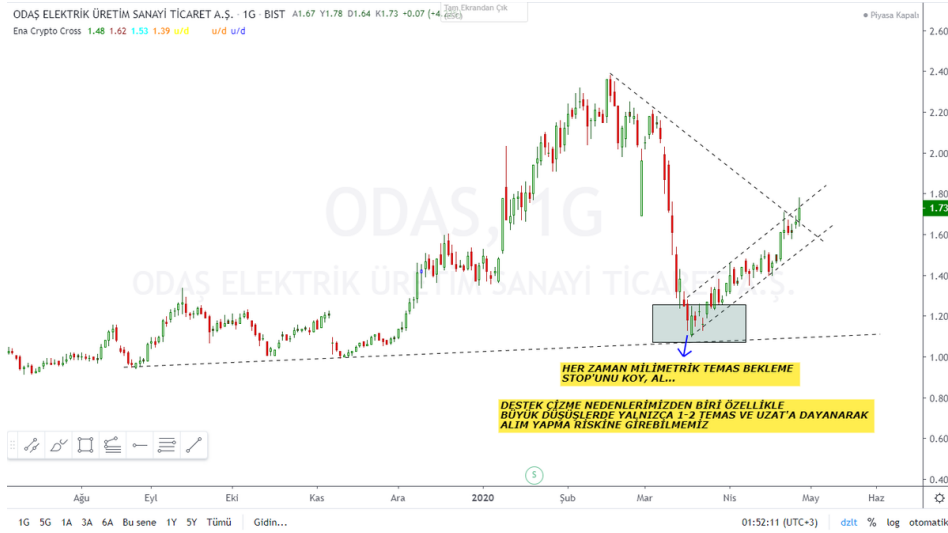 ODAŞ ELEKTRİK ÜRETİM SANAYİ TİCARET A.Ş. · 1G · BIST A1.67 Y1.78 D1.64 K1.73 +0.07
Tam Ekrandan Çık
(Esc)
Piyasa Kapalı
Ena Crypto Cross 1.48 1.62 1.53 1.39 u/d u/d u/d
2.60
2.40
2.20
2.00
1.80
1.73
1.60
1.40
1.20
1.00
0.80
0.60
0.40
ODAS, 1G
ODAŞ ELEKTRİK ÜRETİM SANAYİ TİCARET A.Ş.
HER ZAMAN MİLİMETRİK TEMAS BEKLEME
STOP'UNU KOY, AL...
DESTEK ÇİZME NEDENLERİMİZDEN BİRİ ÖZELLİKLE
BÜYÜK DÜŞÜŞLERDE YALNIZCA 1-2 TEMAS VE UZAT'A DAYANARAK
ALIM YAPMA RİSKİNE GİREBİLMEMİZ
S
Ağu Eyl Eki Kas Ara 2020 Şub Mar Nis May Haz
1G 5G 1A 3A 6A Bu sene 1Y 5Y Tümü Gidin... 01:52:11 (UTC+3) dzlt % log otomatik